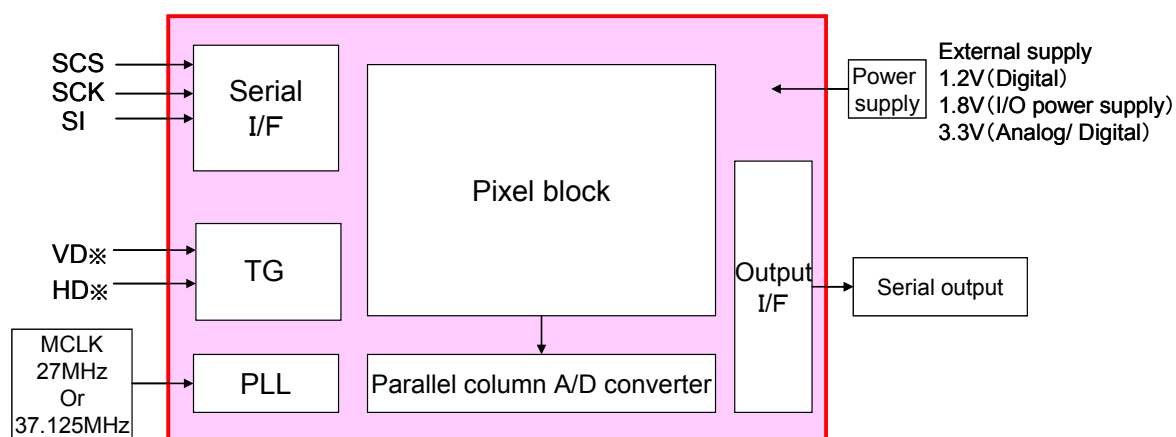 SCS
SCK
SI
Serial
I/F
VD※
HD※
TG
MCLK
27MHz
Or
37.125MHz
PLL
Pixel block
Parallel column A/D converter
Output
I/F
Power
supply
External supply
1.2V(Digital)
1.8V(I/O power supply)
3.3V(Analog/ Digital)
Serial output